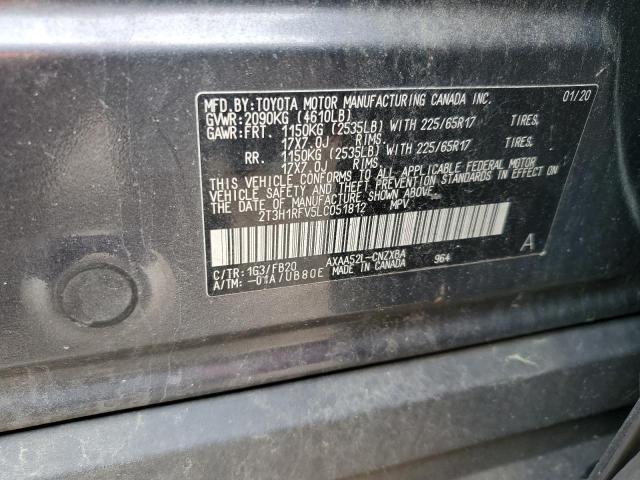 MFD.BY:TOYOTA MOTOR MANUFACTURING CANADA INC. 01/20
GVWR:2090KG (4610LB)
GAWR:FRT. 1150KG (2535LB) WITH 225/65R17 TIRES,
17X7.0J RIMS
RR. 1150KG (2535LB) WITH 225/65R17 TIRES,
17X7.0J RIMS
THIS VEHICLE CONFORMS TO ALL APPLICABLE FEDERAL MOTOR
VEHICLE SAFETY AND THEFT PREVENTION STANDARDS IN EFFECT ON
THE DATE OF MANUFACTURE SHOWN ABOVE.
2T3H1RFV5LC051812 MPV
C/TR:1G3/FB20 AXAA52L-CNZXBA 964 A
A/TM:-01A/UB80E MADE IN CANADA